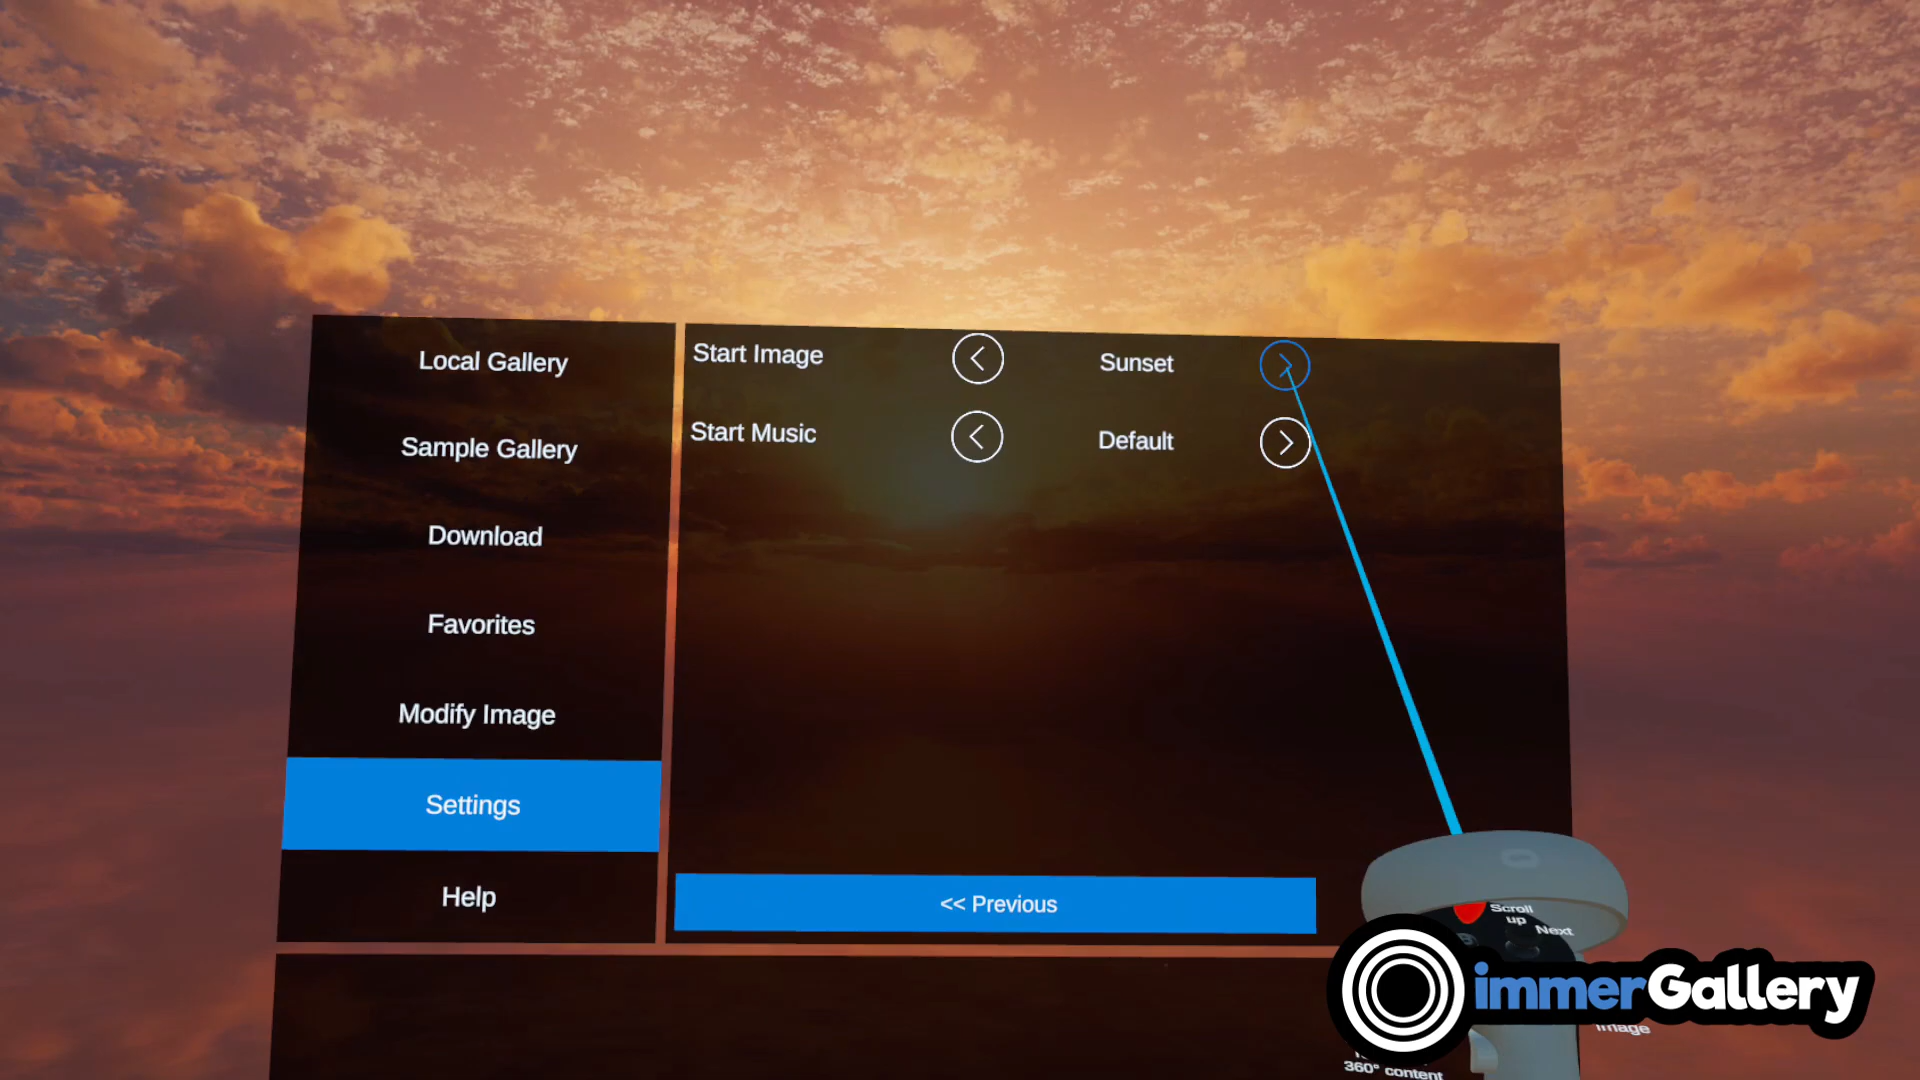 Local Gallery
Sample Gallery
Download
Favorites
Modify Image
Settings
Help
Start Image
Sunset
Start Music
Default
<< Previous
Scroll
up
Next
immerGallery
Image
360° content